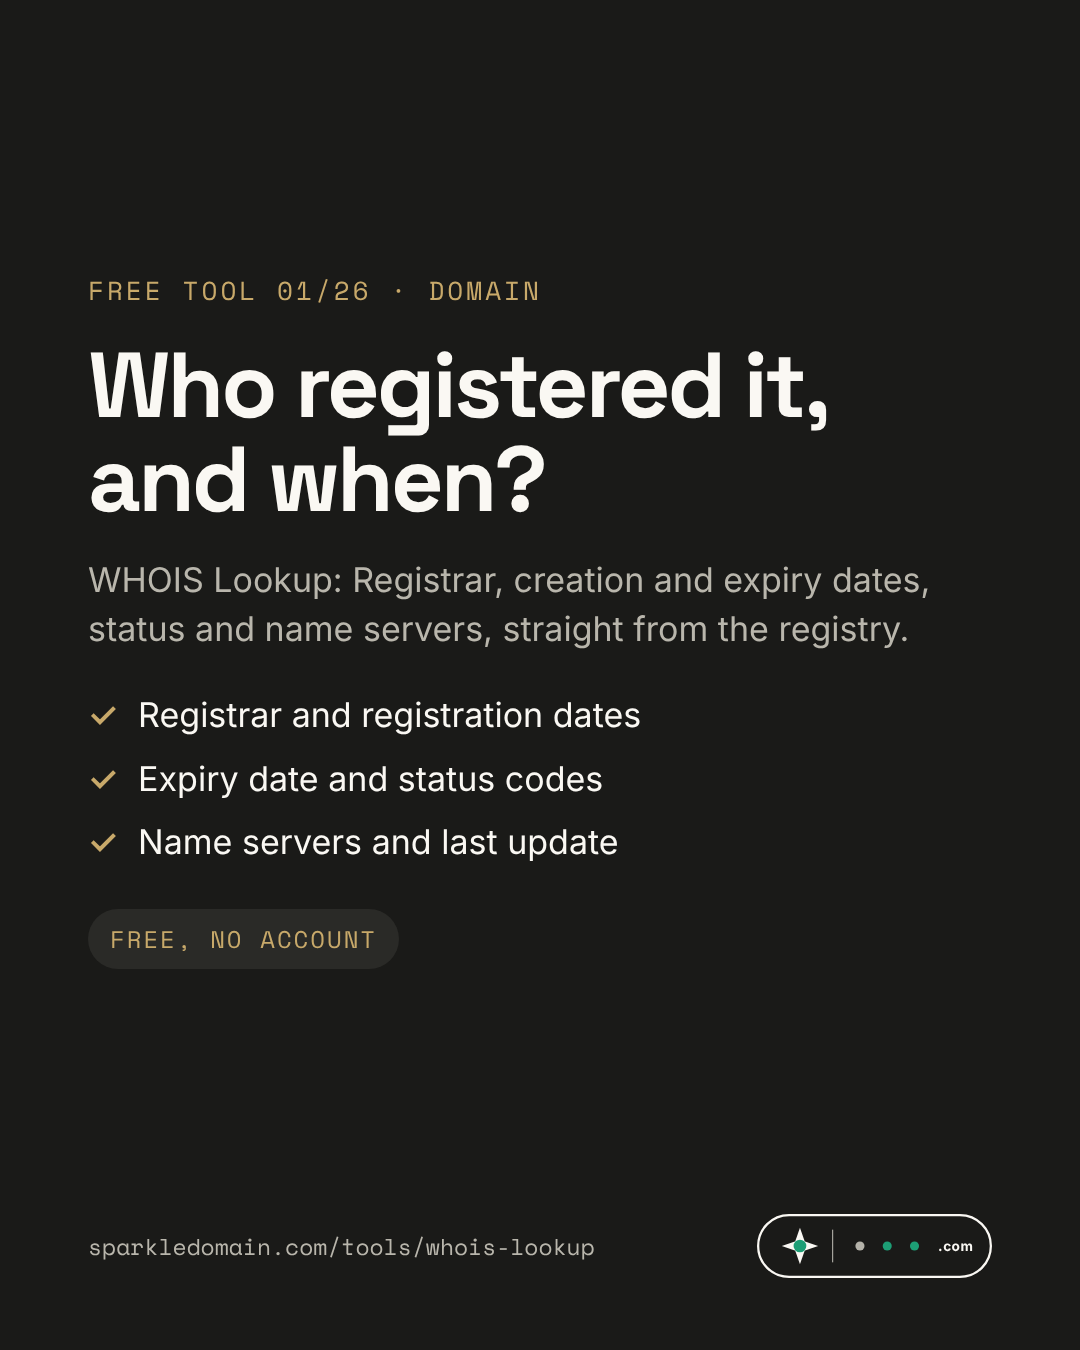 FREE TOOL 01/26 · DOMAIN
Who registered it,
and when?
WHOIS Lookup: Registrar, creation and expiry dates,
status and name servers, straight from the registry.
Registrar and registration dates
Expiry date and status codes
Name servers and last update
FREE, NO ACCOUNT
sparkledomain.com/tools/whois-lookup
.com